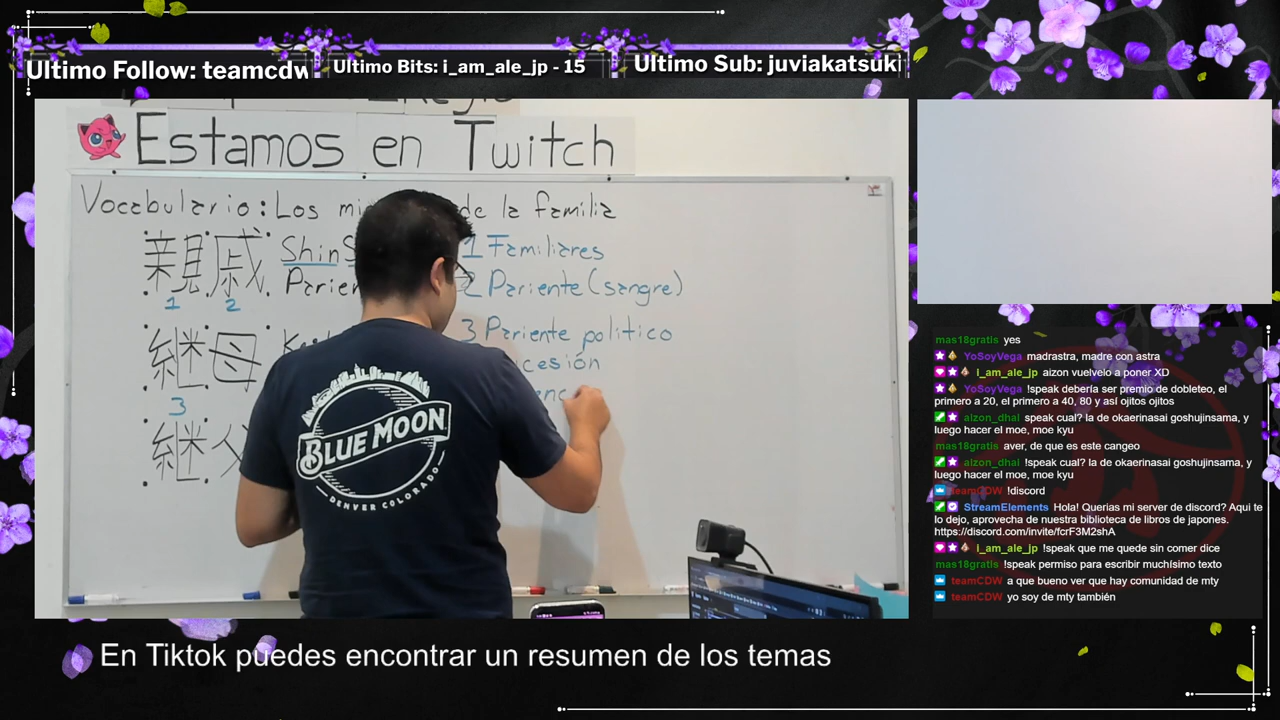 Ultimo Follow: teamcdw
Ultimo Bits: i_am_ale_jp - 15
Ultimo Sub: juviakatsuki
Estamos en Twitch
Vocabulario: Los de la familia
親戚 Shin 1 Familiares
Parien 2 Pariente (sangre)
1 2
継母 3 Pariente politico
cesión
3
継父
BLUE MOON
DENVER COLORADO
mas18gratis yes
YoSoyVega madrastra, madre con astra
i_am_ale_jp aizon vuelvelo a poner XD
YoSoyVega !speak debería ser premio de dobleteo, el
primero a 20, el primero a 40, 80 y así ojitos ojitos
alzon_dhal speak cual? la de okaerinasai goshujinsama, y
luego hacer el moe, moe kyu
mas18gratis aver, de que es este cangeo
alzon_dhal !speak cual? la de okaerinasai goshujinsama, y
luego hacer el moe, moe kyu
teamCDW !discord
StreamElements Hola! Querias mi server de discord? Aqui te
lo dejo, aprovecha de nuestra biblioteca de libros de japones.
https://discord.com/invite/fcrF3M2shA
i_am_ale_jp !speak que me quede sin comer dice
mas18gratis !speak permiso para escribir muchísimo texto
teamCDW a que bueno ver que hay comunidad de mty
teamCDW yo soy de mty también
En Tiktok puedes encontrar un resumen de los temas